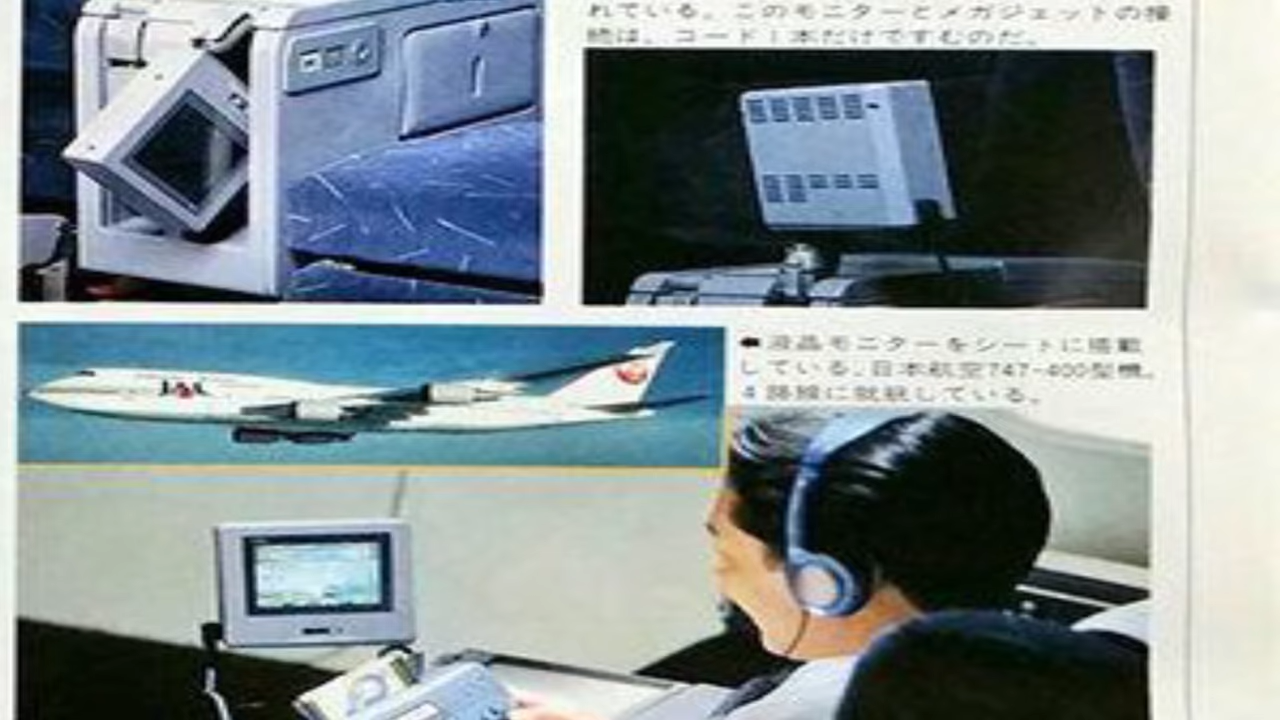 れている。このモニターとメガジェットの接
続は、コード1本だけですむのだ。
⬅液晶モニターをシートに搭載
している、日本航空747-400型機。
4路線に就航している。
JAL